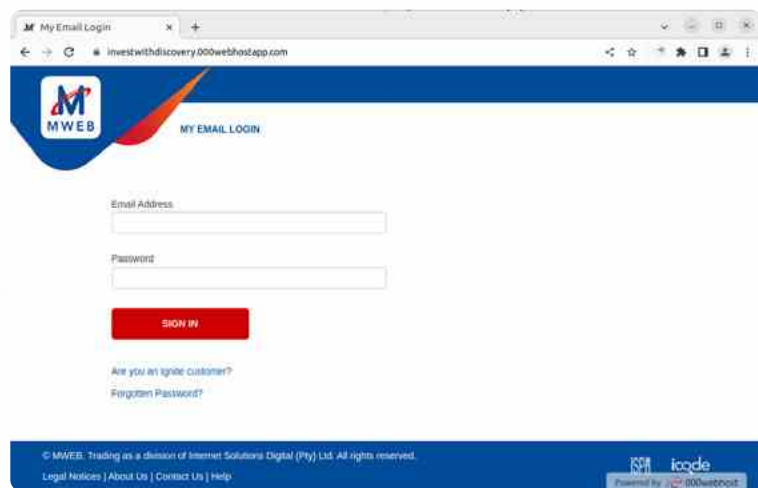 My Email Login
investwithdiscovery.000webhostapp.com
MWEB
MY EMAIL LOGIN
Email Address
Password
SIGN IN
Are you an Ignite customer?
Forgotten Password?
© MWEB. Trading as a division of Internet Solutions Digital (Pty) Ltd. All rights reserved.
Legal Notices | About Us | Contact Us | Help
ISPA icode
Powered by 000webhost